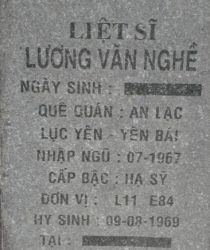 LIỆT SĨ
LƯƠNG VĂN NGHỀ
NGÀY SINH :
QUÊ QUÁN : AN LẠC
LỤC YÊN - YÊN BÁI
NHẬP NGŨ : 07-1967
CẤP BẬC : HẠ SỸ
ĐƠN VỊ : L11 E84
HY SINH : 09-08-1969
TẠI :